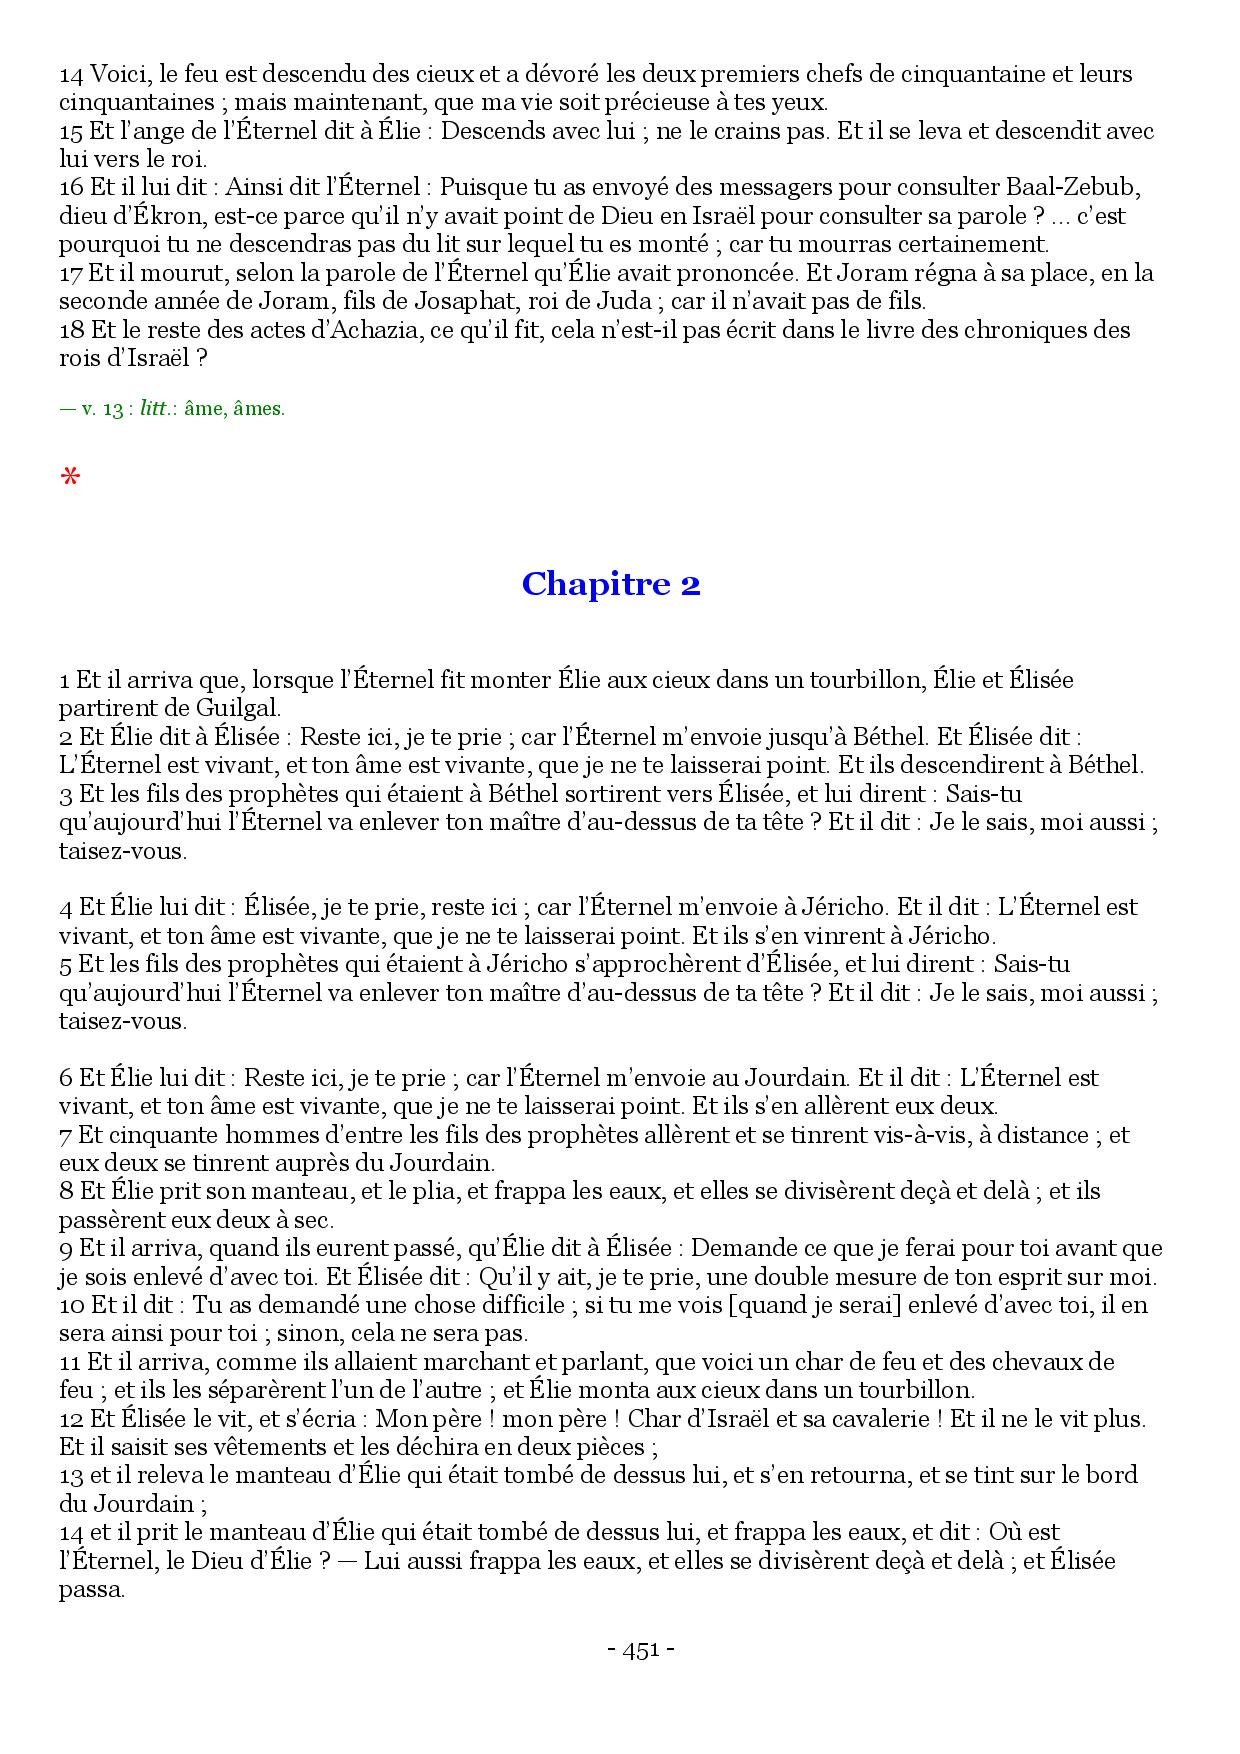 14 Voici, le feu est descendu des cieux et a dévoré les deux premiers chefs de cinquantaine et leurs
cinquantaines ; mais maintenant, que ma vie soit précieuse à tes yeux.
15 Et l’ange de l’Éternel dit à Élie : Descends avec lui ; ne le crains pas. Et il se leva et descendit avec
lui vers le roi.
16 Et il lui dit : Ainsi dit l’Éternel : Puisque tu as envoyé des messagers pour consulter Baal-Zebub,
dieu d’Ékron, est-ce parce qu’il n’y avait point de Dieu en Israël pour consulter sa parole ? ... c’est
pourquoi tu ne descendras pas du lit sur lequel tu es monté ; car tu mourras certainement.
17 Et il mourut, selon la parole de l’Éternel qu’Élie avait prononcée. Et Joram régna à sa place, en la
seconde année de Joram, fils de Josaphat, roi de Juda ; car il n’avait pas de fils.
18 Et le reste des actes d’Achazia, ce qu’il fit, cela n’est-il pas écrit dans le livre des chroniques des
rois d’Israël ?
— v. 13 : litt.: âme, âmes.
*
Chapitre 2
1 Et il arriva que, lorsque l’Éternel fit monter Élie aux cieux dans un tourbillon, Élie et Élisée
partirent de Guilgal.
2 Et Élie dit à Élisée : Reste ici, je te prie ; car l’Éternel m’envoie jusqu’à Béthel. Et Élisée dit :
L’Éternel est vivant, et ton âme est vivante, que je ne te laisserai point. Et ils descendirent à Béthel.
3 Et les fils des prophètes qui étaient à Béthel sortirent vers Élisée, et lui dirent : Sais-tu
qu’aujourd’hui l’Éternel va enlever ton maître d’au-dessus de ta tête ? Et il dit : Je le sais, moi aussi ;
taisez-vous.
4 Et Élie lui dit : Élisée, je te prie, reste ici ; car l’Éternel m’envoie à Jéricho. Et il dit : L’Éternel est
vivant, et ton âme est vivante, que je ne te laisserai point. Et ils s’en vinrent à Jéricho.
5 Et les fils des prophètes qui étaient à Jéricho s’approchèrent d’Élisée, et lui dirent : Sais-tu
qu’aujourd’hui l’Éternel va enlever ton maître d’au-dessus de ta tête ? Et il dit : Je le sais, moi aussi ;
taisez-vous.
6 Et Élie lui dit : Reste ici, je te prie ; car l’Éternel m’envoie au Jourdain. Et il dit : L’Éternel est
vivant, et ton âme est vivante, que je ne te laisserai point. Et ils s’en allèrent eux deux.
7 Et cinquante hommes d’entre les fils des prophètes allèrent et se tinrent vis-à-vis, à distance ; et
eux deux se tinrent auprès du Jourdain.
8 Et Élie prit son manteau, et le plia, et frappa les eaux, et elles se divisèrent deçà et delà ; et ils
passèrent eux deux à sec.
9 Et il arriva, quand ils eurent passé, qu’Élie dit à Élisée : Demande ce que je ferai pour toi avant que
je sois enlevé d’avec toi. Et Élisée dit : Qu’il y ait, je te prie, une double mesure de ton esprit sur moi.
10 Et il dit : Tu as demandé une chose difficile ; si tu me vois [quand je serai] enlevé d’avec toi, il en
sera ainsi pour toi ; sinon, cela ne sera pas.
11 Et il arriva, comme ils allaient marchant et parlant, que voici un char de feu et des chevaux de
feu ; et ils les séparèrent l’un de l’autre ; et Élie monta aux cieux dans un tourbillon.
12 Et Élisée le vit, et s’écria : Mon père ! mon père ! Char d’Israël et sa cavalerie ! Et il ne le vit plus.
Et il saisit ses vêtements et les déchira en deux pièces ;
13 et il releva le manteau d’Élie qui était tombé de dessus lui, et s’en retourna, et se tint sur le bord
du Jourdain ;
14 et il prit le manteau d’Élie qui était tombé de dessus lui, et frappa les eaux, et dit : Où est
l’Éternel, le Dieu d’Élie ? — Lui aussi frappa les eaux, et elles se divisèrent deçà et delà ; et Élisée
passa.
- 451 -